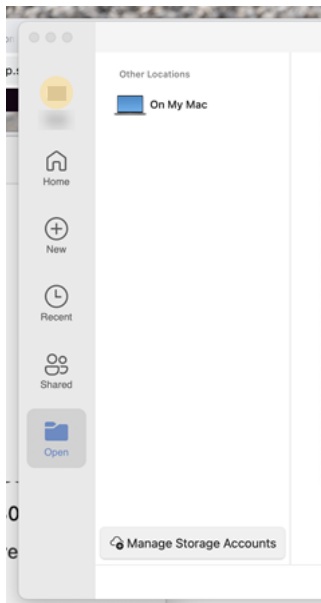 Other Locations
On My Mac
Home
New
Recent
Shared
Open
Manage Storage Accounts